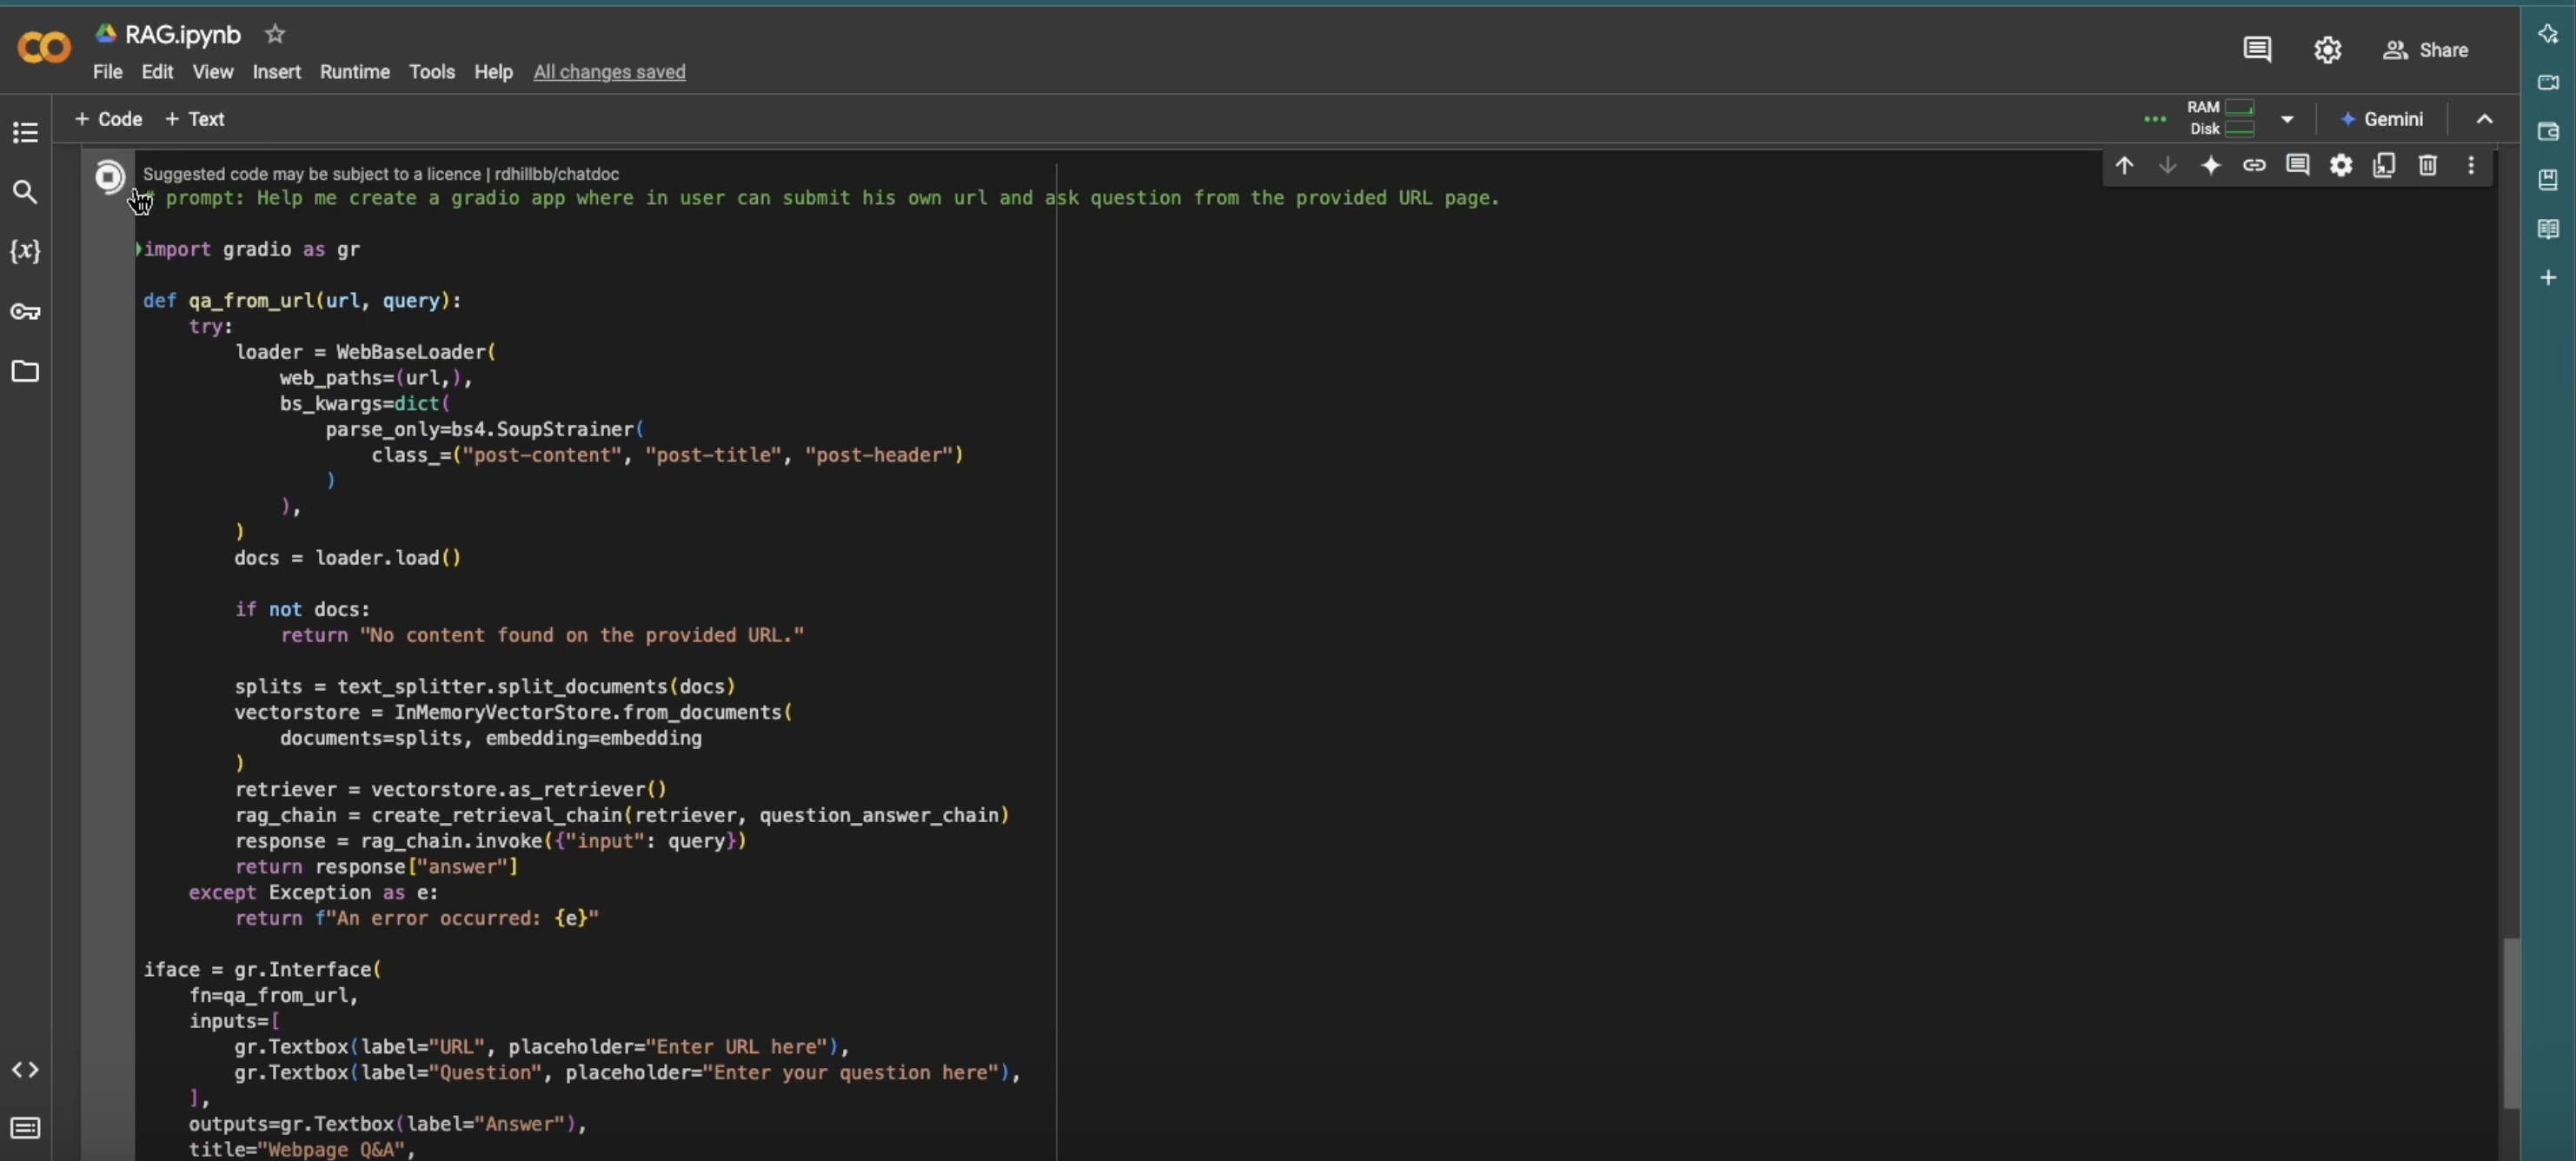 RAG.ipynb
File Edit View Insert Runtime Tools Help All changes saved
Share
+ Code + Text
RAM
Disk
Gemini
{x}
Suggested code may be subject to a licence | rdhillbb/chatdoc
# prompt: Help me create a gradio app where in user can submit his own url and ask question from the provided URL page.
import gradio as gr
def qa_from_url(url, query):
    try:
        loader = WebBaseLoader(
            web_paths=(url,),
            bs_kwargs=dict(
                parse_only=bs4.SoupStrainer(
                    class_=("post-content", "post-title", "post-header")
                )
            ),
        )
        docs = loader.load()
        if not docs:
            return "No content found on the provided URL."
        splits = text_splitter.split_documents(docs)
        vectorstore = InMemoryVectorStore.from_documents(
            documents=splits, embedding=embedding
        )
        retriever = vectorstore.as_retriever()
        rag_chain = create_retrieval_chain(retriever, question_answer_chain)
        response = rag_chain.invoke({"input": query})
        return response["answer"]
    except Exception as e:
        return f"An error occurred: {e}"
iface = gr.Interface(
    fn=qa_from_url,
    inputs=[
        gr.Textbox(label="URL", placeholder="Enter URL here"),
        gr.Textbox(label="Question", placeholder="Enter your question here"),
    ],
    outputs=gr.Textbox(label="Answer"),
    title="Webpage Q&A",